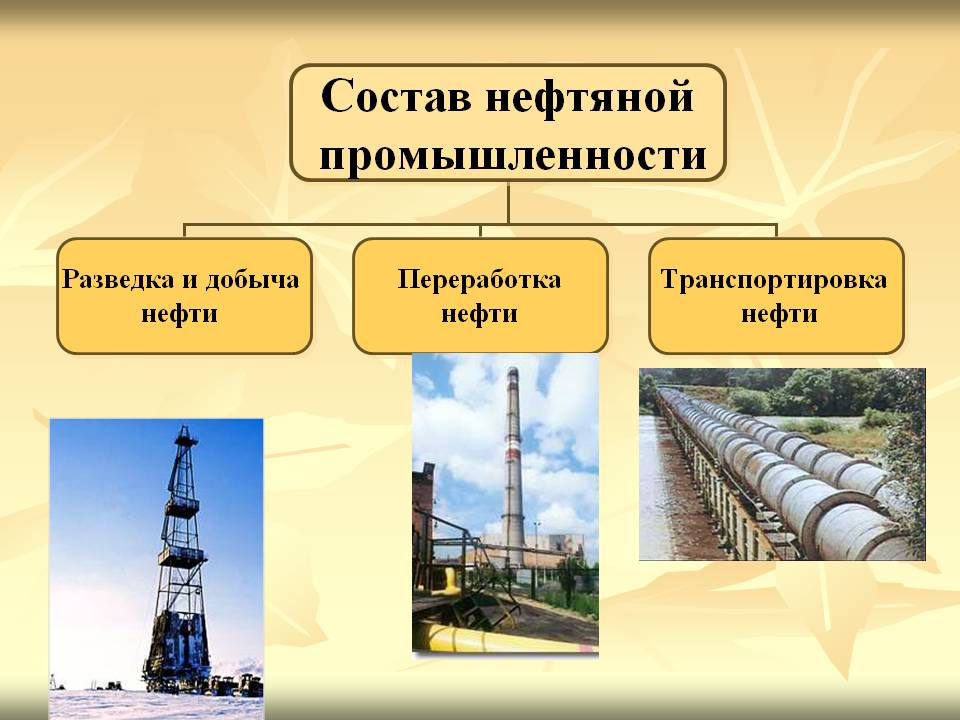 Состав нефтяной
промышленности
Разведка и добыча
нефти
Переработка
нефти
Транспортировка
нефти